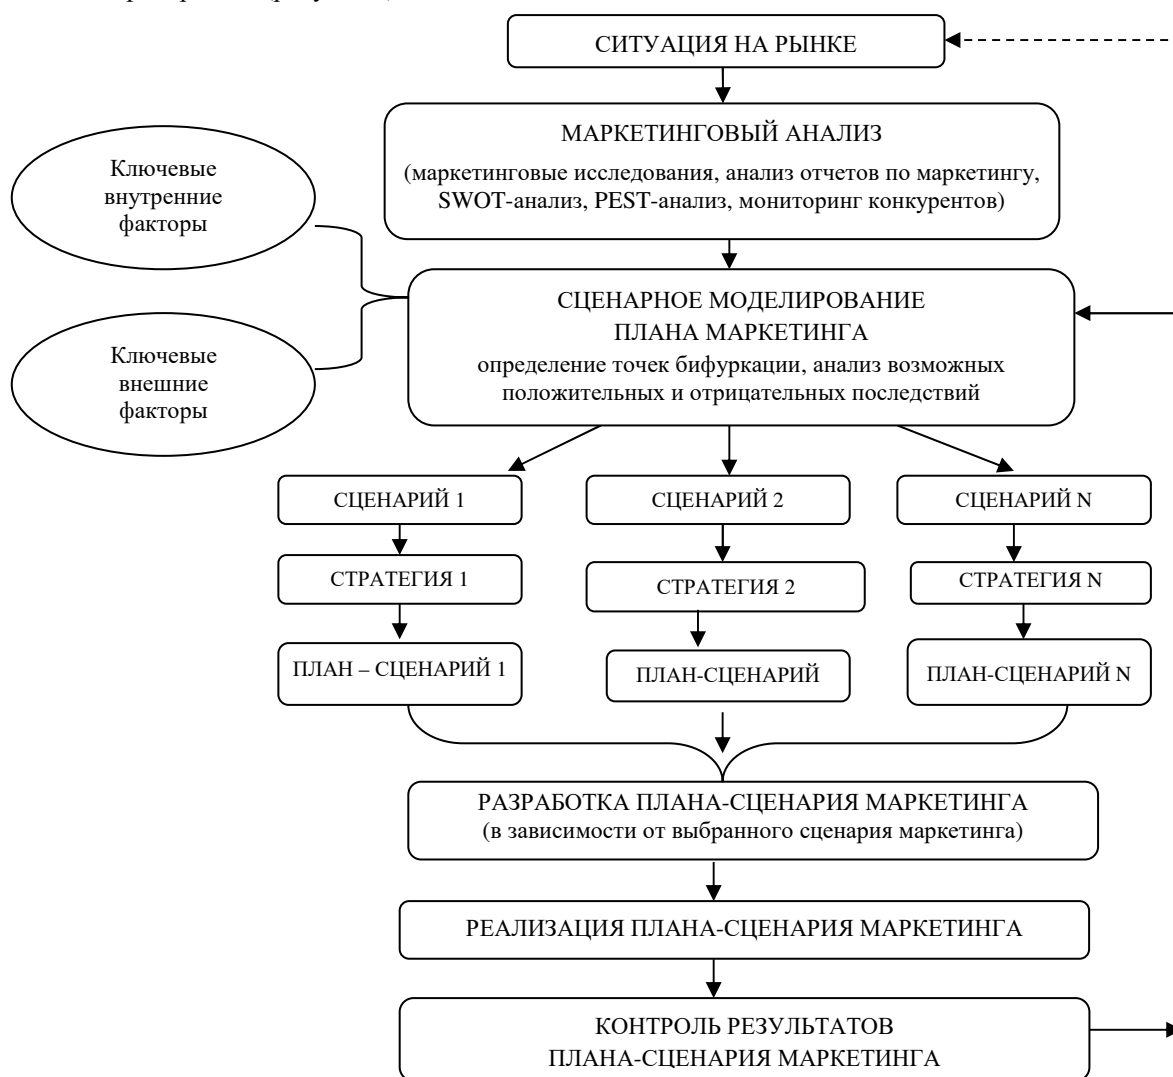 СИТУАЦИЯ НА РЫНКЕ
МАРКЕТИНГОВЫЙ АНАЛИЗ
(маркетинговые исследования, анализ отчетов по маркетингу,
SWOT-анализ, PEST-анализ, мониторинг конкурентов)
Ключевые
внутренние
факторы
СЦЕНАРНОЕ МОДЕЛИРОВАНИЕ
ПЛАНА МАРКЕТИНГА
определение точек бифуркации, анализ возможных
положительных и отрицательных последствий
Ключевые
внешние
факторы
СЦЕНАРИЙ 1
СЦЕНАРИЙ 2
СЦЕНАРИЙ N
СТРАТЕГИЯ 1
СТРАТЕГИЯ 2
СТРАТЕГИЯ N
ПЛАН – СЦЕНАРИЙ 1
ПЛАН-СЦЕНАРИЙ
ПЛАН-СЦЕНАРИЙ N
РАЗРАБОТКА ПЛАНА-СЦЕНАРИЯ МАРКЕТИНГА
(в зависимости от выбранного сценария маркетинга)
РЕАЛИЗАЦИЯ ПЛАНА-СЦЕНАРИЯ МАРКЕТИНГА
КОНТРОЛЬ РЕЗУЛЬТАТОВ
ПЛАНА-СЦЕНАРИЯ МАРКЕТИНГА